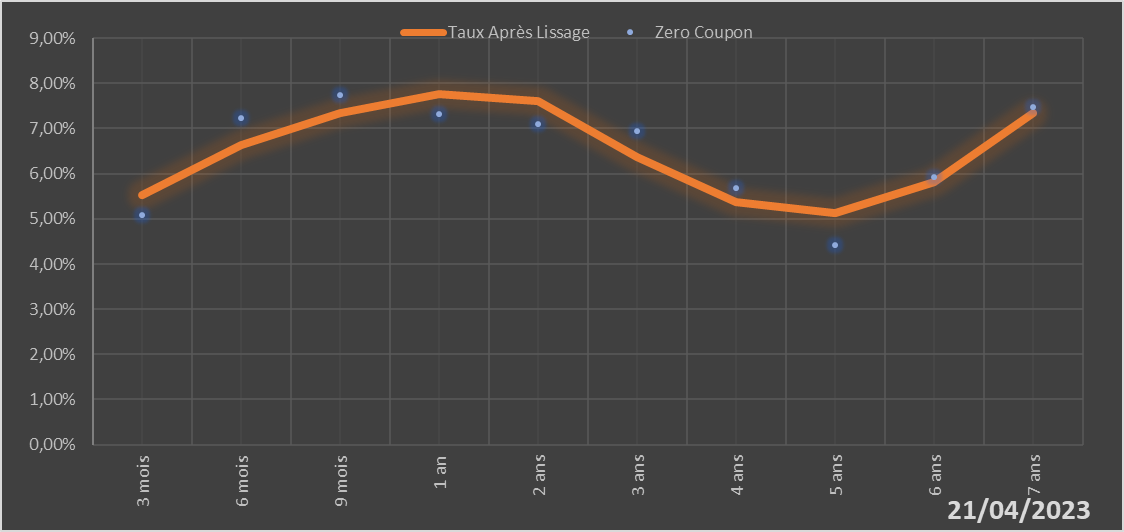 Taux Après Lissage
Zero Coupon
9,00%
8,00%
7,00%
6,00%
5,00%
4,00%
3,00%
2,00%
1,00%
0,00%
3 mois
6 mois
9 mois
1 an
2 ans
3 ans
4 ans
5 ans
6 ans
7 ans
21/04/2023